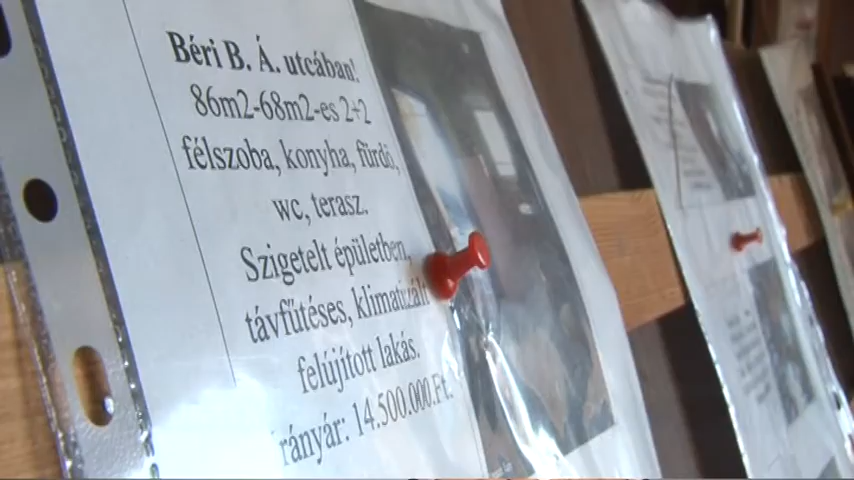 Béri B. Á. utcában!
86m2-68m2-es 2+2
félszoba, konyha, fürdő,
wc, terasz.
Szigetelt épületben,
távfűtéses, klimatizált
felújított lakás.
irányár: 14.500.000.Ft.